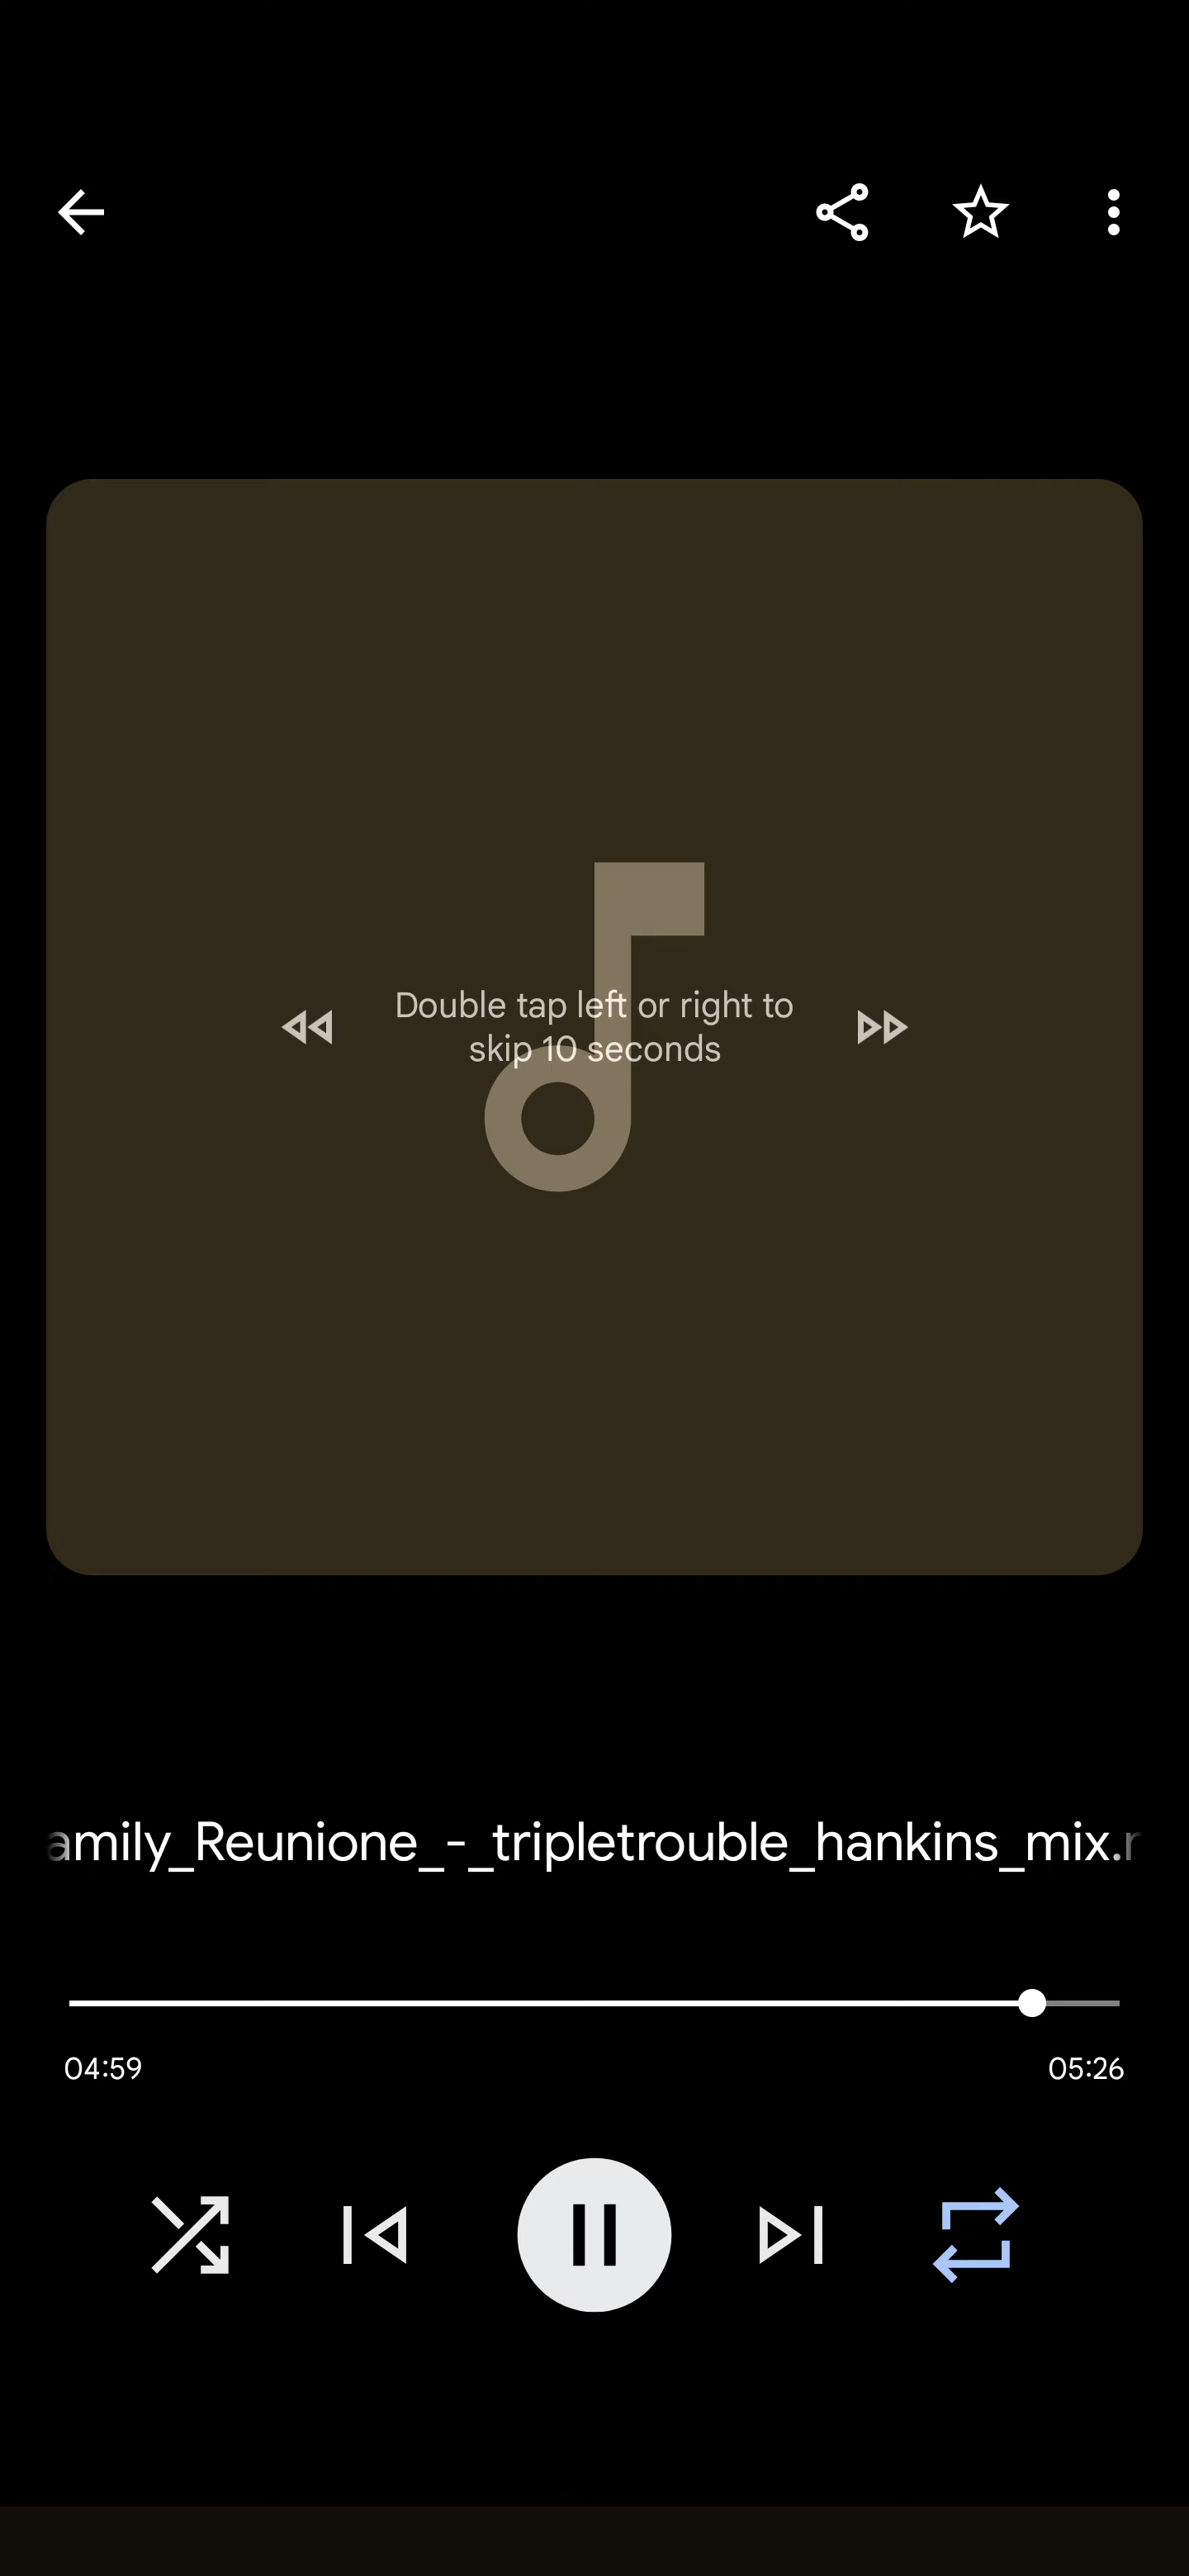 Double tap left or right to
skip 10 seconds
amily_Reunione_-_tripletrouble_hankins_mix.
04:59
05:26